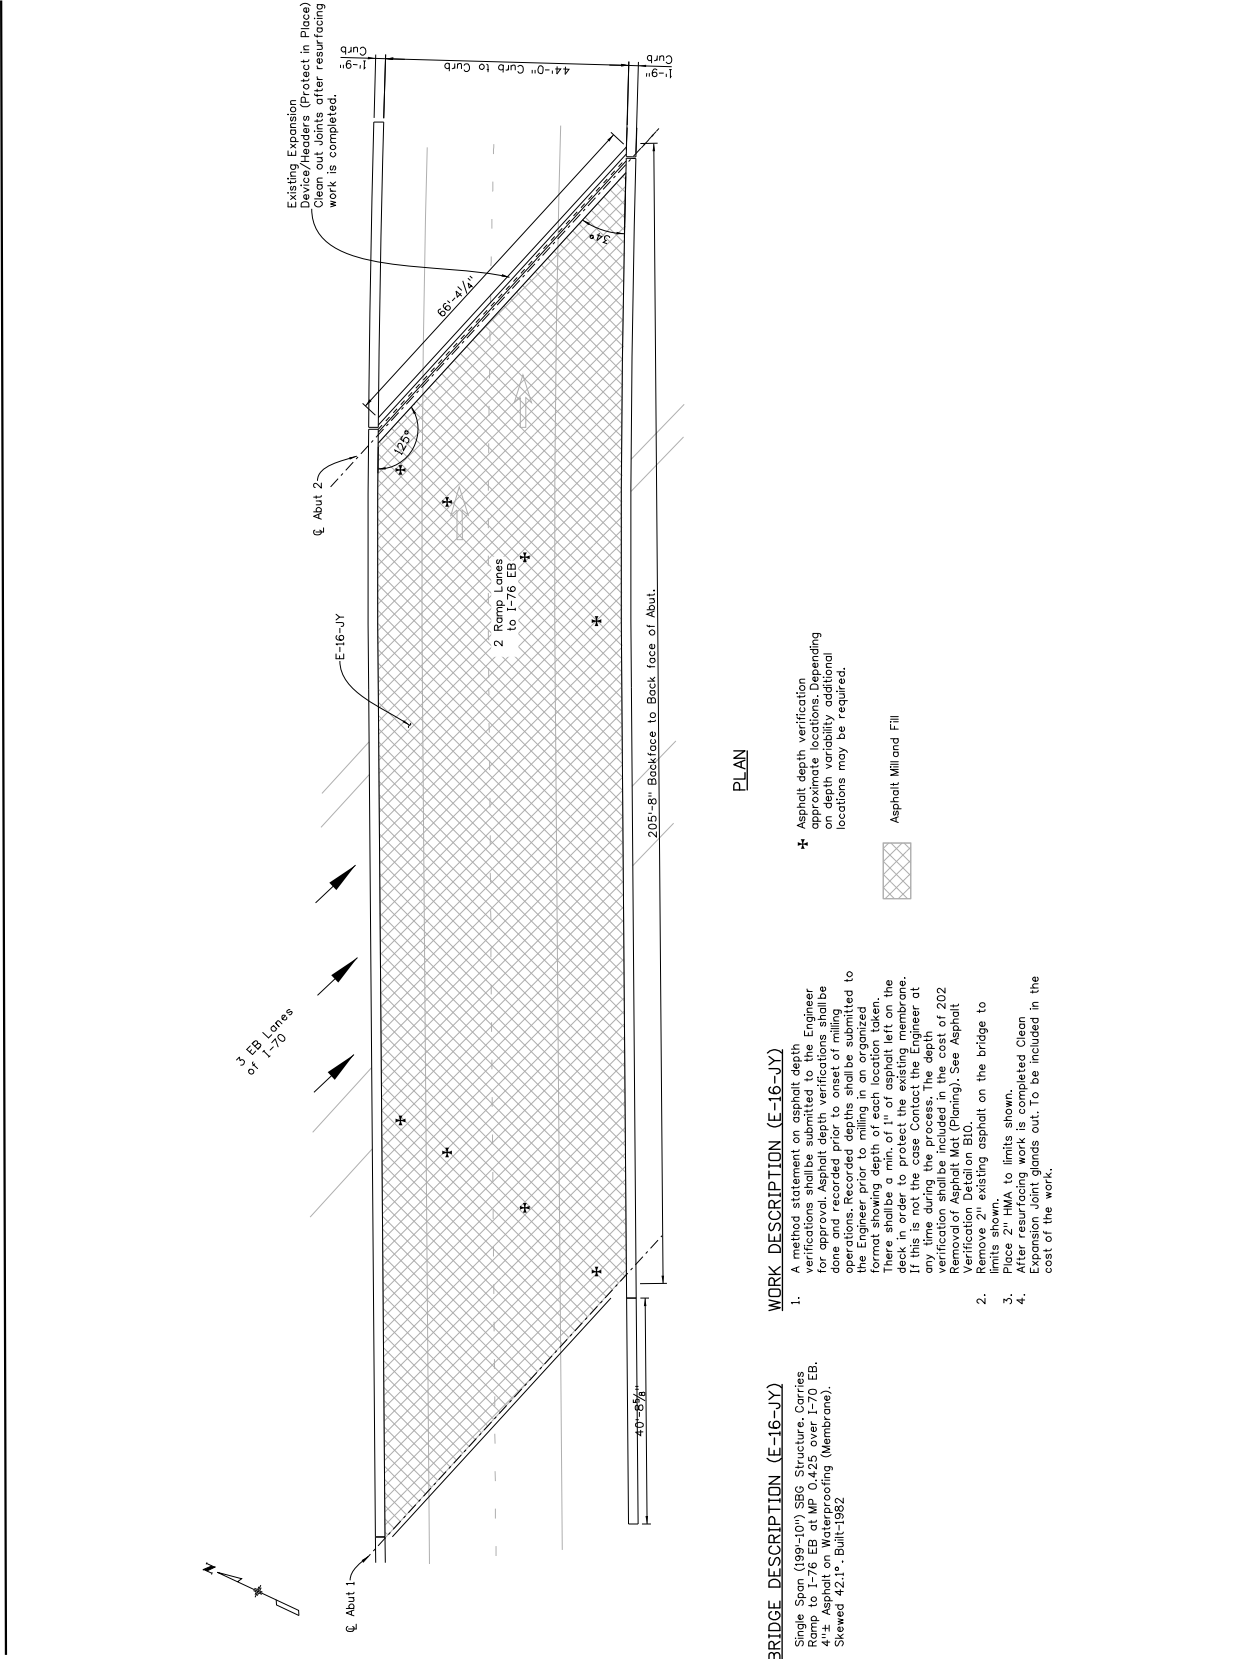 Existing Expansion
Device/Headers (Protect in Place)
Clean out Joints after resurfacing
work is completed.
1'-9"
Curb
44'-0" Curb to Curb
1'-9"
Curb
66'-4¼"
34°
125°
℄ Abut 2
E-16-JY
2 Ramp Lanes
to I-76 EB
205'-8" Backface to Back face of Abut.
3 EB Lanes
of I-70
40'-8⅝"
℄ Abut 1
N
PLAN
Asphalt depth verification
approximate locations. Depending
on depth variability additional
locations may be required.
Asphalt Mill and Fill
BRIDGE DESCRIPTION (E-16-JY)
Single Span (199'-10") SBG Structure. Carries
Ramp to I-76 EB at MP 0.425 over I-70 EB.
4"± Asphalt on Waterproofing (Membrane).
Skewed 42.1°. Built-1982
WORK DESCRIPTION (E-16-JY)
1. A method statement on asphalt depth
verifications shall be submitted to the Engineer
for approval. Asphalt depth verifications shall be
done and recorded prior to onset of milling
operations. Recorded depths shall be submitted to
the Engineer prior to milling in an organized
format showing depth of each location taken.
There shall be a min. of 1" of asphalt left on the
deck in order to protect the existing membrane.
If this is not the case Contact the Engineer at
any time during the process. The depth
verification shall be included in the cost of 202
Removal of Asphalt Mat (Planing). See Asphalt
Verification Detail on B10.
2. Remove 2" existing asphalt on the bridge to
limits shown.
3. Place 2" HMA to limits shown.
4. After resurfacing work is completed Clean
Expansion Joint glands out. To be included in the
cost of the work.